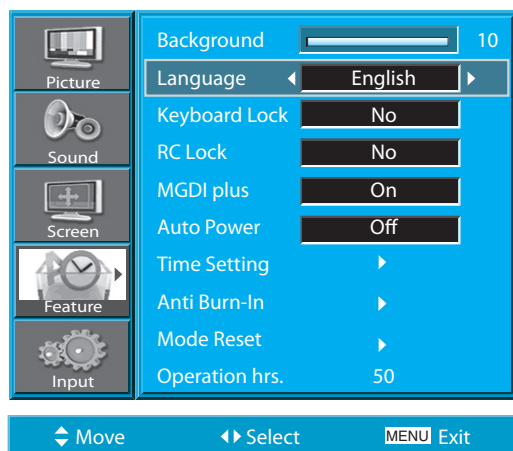 Picture
Sound
Screen
Feature
Input
Background 10
Language English
Keyboard Lock No
RC Lock No
MGDI plus On
Auto Power Off
Time Setting
Anti Burn-In
Mode Reset
Operation hrs. 50
Move Select MENU Exit